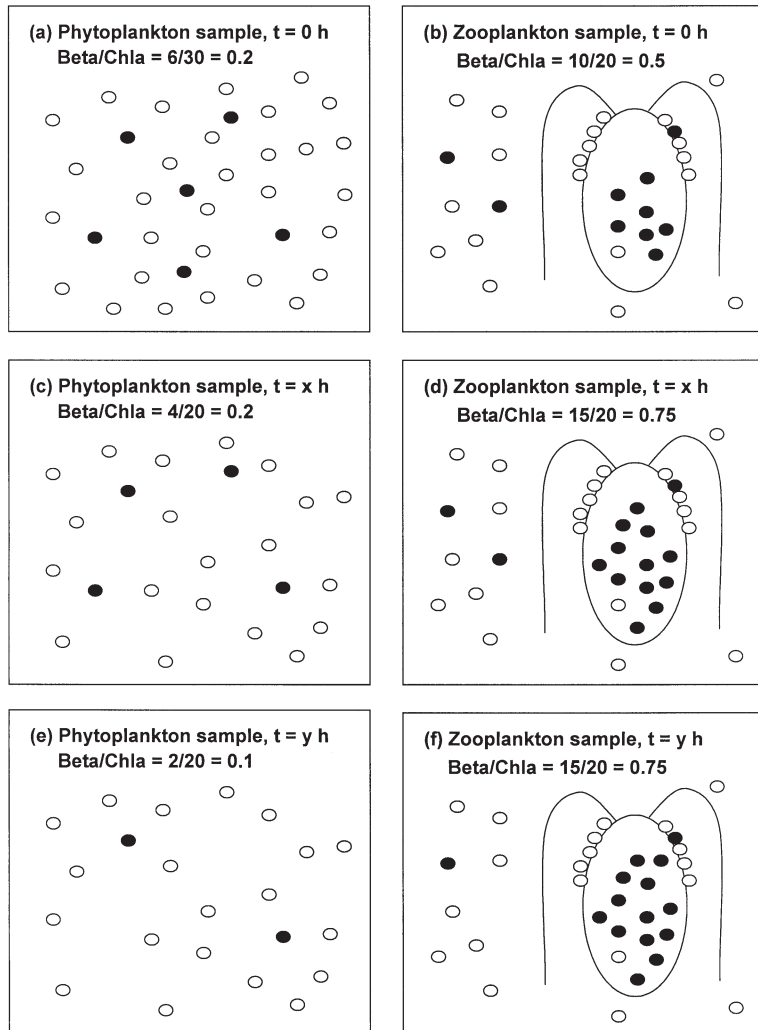 (a) Phytoplankton sample, t = 0 h
Beta/Chla = 6/30 = 0.2
(b) Zooplankton sample, t = 0 h
Beta/Chla = 10/20 = 0.5
(c) Phytoplankton sample, t = x h
Beta/Chla = 4/20 = 0.2
(d) Zooplankton sample, t = x h
Beta/Chla = 15/20 = 0.75
(e) Phytoplankton sample, t = y h
Beta/Chla = 2/20 = 0.1
(f) Zooplankton sample, t = y h
Beta/Chla = 15/20 = 0.75